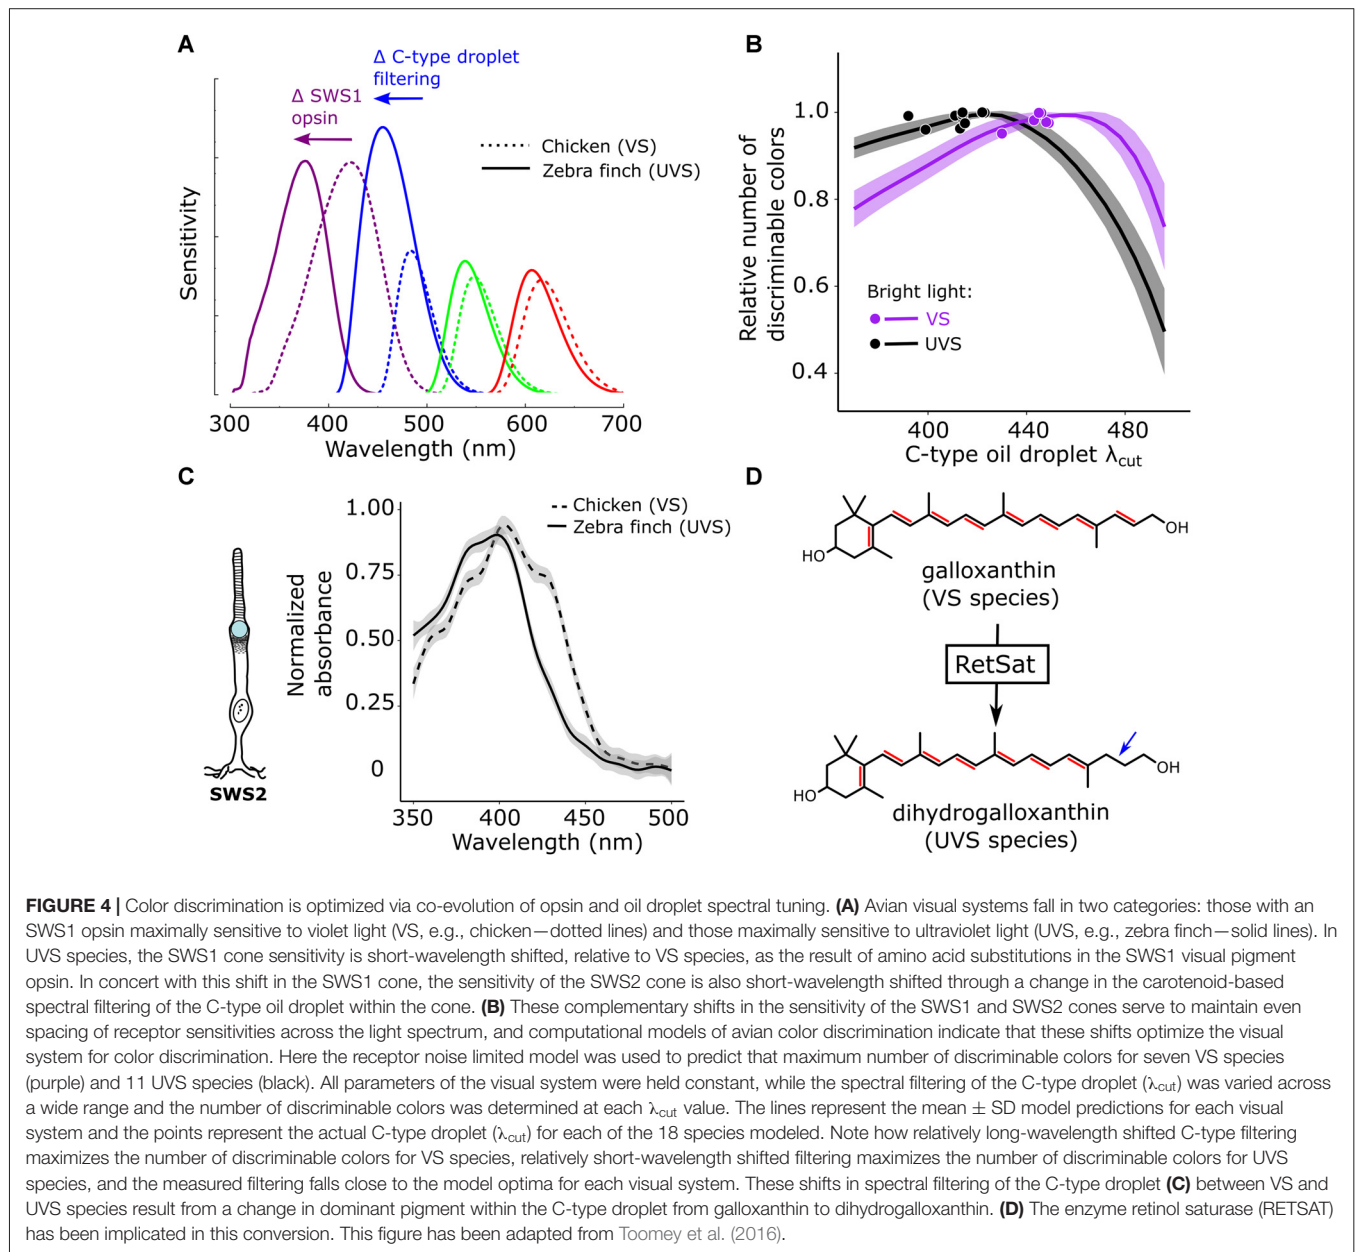 A
Δ C-type droplet
filtering
Δ SWS1
opsin
Chicken (VS)
Zebra finch (UVS)
Sensitivity
300 400 500 600 700
Wavelength (nm)
B
1.0
0.8
0.6
0.4
Relative number of
discriminable colors
Bright light:
VS
UVS
400 440 480
C-type oil droplet λcut
C
SWS2
1.00
0.75
0.50
0.25
0
Normalized
absorbance
Chicken (VS)
Zebra finch (UVS)
350 400 450 500
Wavelength (nm)
D
HO
OH
galloxanthin
(VS species)
RetSat
HO
OH
dihydrogalloxanthin
(UVS species)
FIGURE 4 | Color discrimination is optimized via co-evolution of opsin and oil droplet spectral tuning. (A) Avian visual systems fall in two categories: those with an
SWS1 opsin maximally sensitive to violet light (VS, e.g., chicken—dotted lines) and those maximally sensitive to ultraviolet light (UVS, e.g., zebra finch—solid lines). In
UVS species, the SWS1 cone sensitivity is short-wavelength shifted, relative to VS species, as the result of amino acid substitutions in the SWS1 visual pigment
opsin. In concert with this shift in the SWS1 cone, the sensitivity of the SWS2 cone is also short-wavelength shifted through a change in the carotenoid-based
spectral filtering of the C-type oil droplet within the cone. (B) These complementary shifts in the sensitivity of the SWS1 and SWS2 cones serve to maintain even
spacing of receptor sensitivities across the light spectrum, and computational models of avian color discrimination indicate that these shifts optimize the visual
system for color discrimination. Here the receptor noise limited model was used to predict that maximum number of discriminable colors for seven VS species
(purple) and 11 UVS species (black). All parameters of the visual system were held constant, while the spectral filtering of the C-type droplet (λcut) was varied across
a wide range and the number of discriminable colors was determined at each λcut value. The lines represent the mean ± SD model predictions for each visual
system and the points represent the actual C-type droplet (λcut) for each of the 18 species modeled. Note how relatively long-wavelength shifted C-type filtering
maximizes the number of discriminable colors for VS species, relatively short-wavelength shifted filtering maximizes the number of discriminable colors for UVS
species, and the measured filtering falls close to the model optima for each visual system. These shifts in spectral filtering of the C-type droplet (C) between VS and
UVS species result from a change in dominant pigment within the C-type droplet from galloxanthin to dihydrogalloxanthin. (D) The enzyme retinol saturase (RETSAT)
has been implicated in this conversion. This figure has been adapted from Toomey et al. (2016).